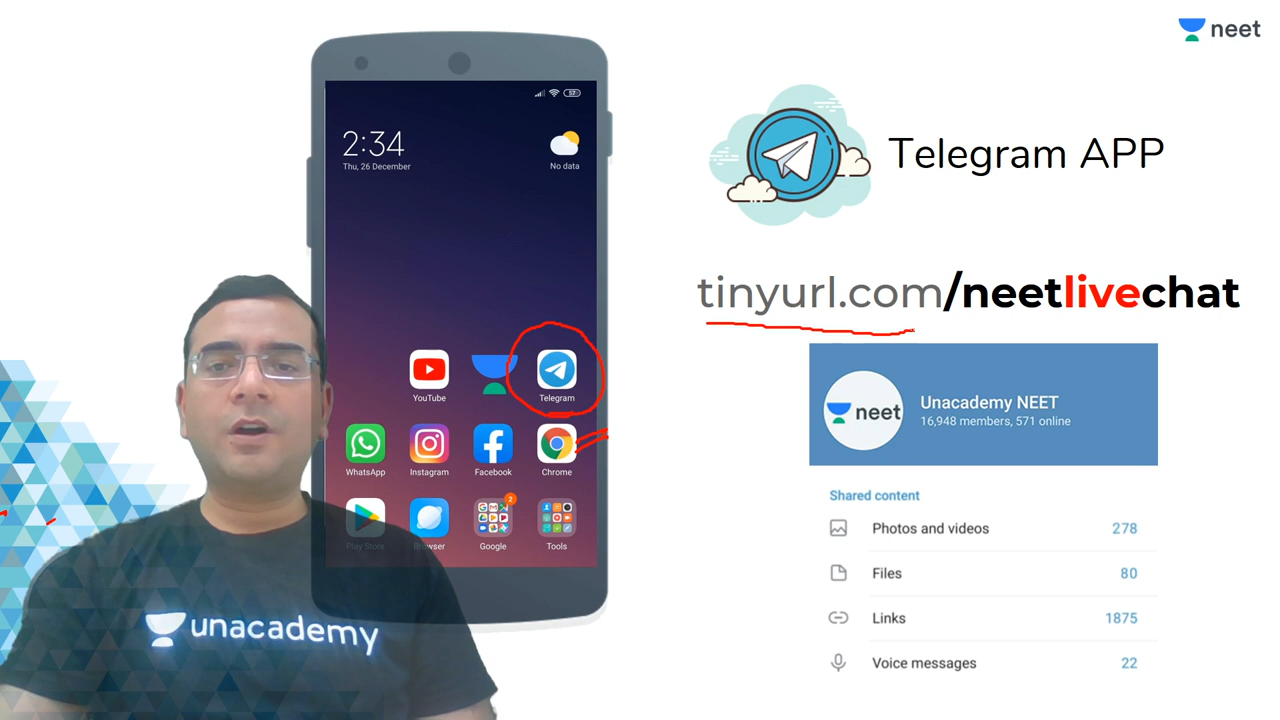 neet
57
2:34
Thu, 26 December
No data
Telegram APP
tinyurl.com/neetlivechat
YouTube
Telegram
WhatsApp
Instagram
Facebook
Chrome
2
Play Store
Browser
Google
Tools
neet
Unacademy NEET
16,948 members, 571 online
Shared content
Photos and videos 278
Files 80
Links 1875
Voice messages 22
unacademy